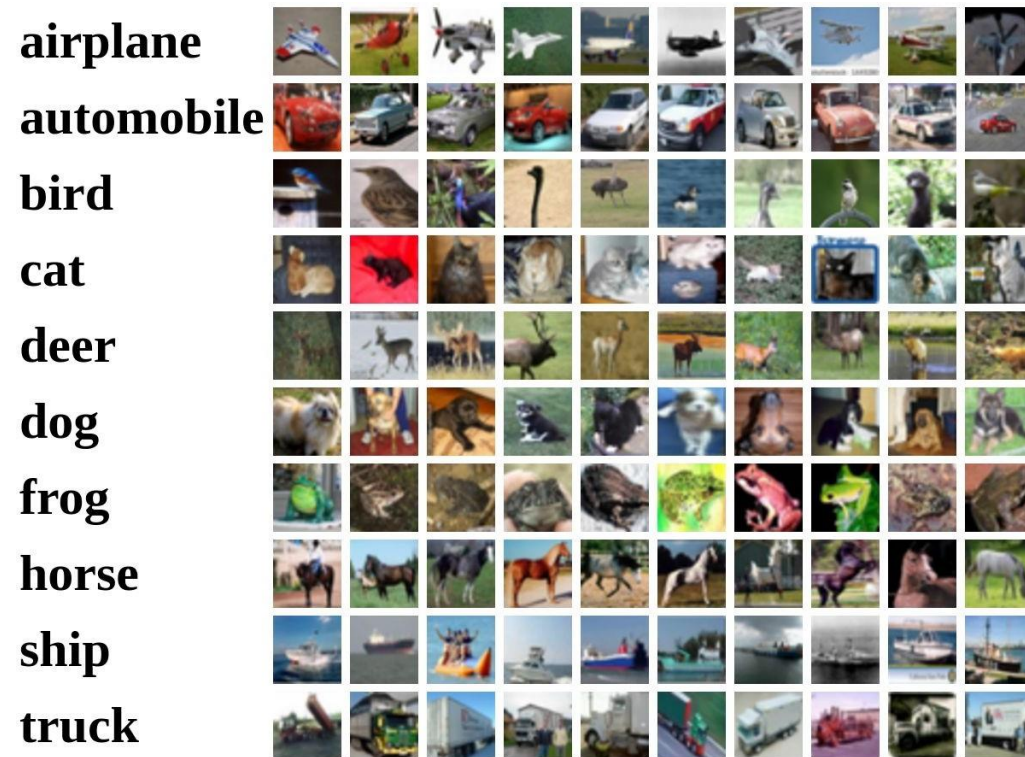 airplane
automobile
bird
cat
deer
dog
frog
horse
ship
truck